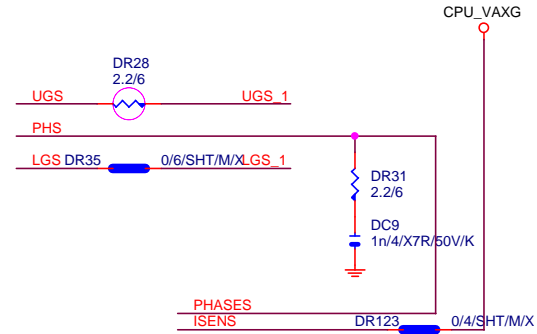 CPU_VAXG
DR28
2.2/6
UGS
UGS_1
PHS
LGS
DR35
0/6/SHT/M/X
LGS_1
DR31
2.2/6
DC9
1n/4/X7R/50V/K
PHASES
ISENS
DR123
0/4/SHT/M/X